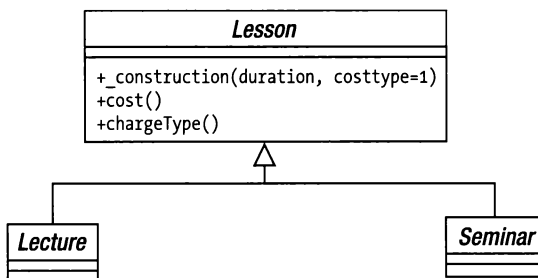 Lesson
+_construction(duration, costtype=1)
+cost()
+chargeType()
Lecture
Seminar